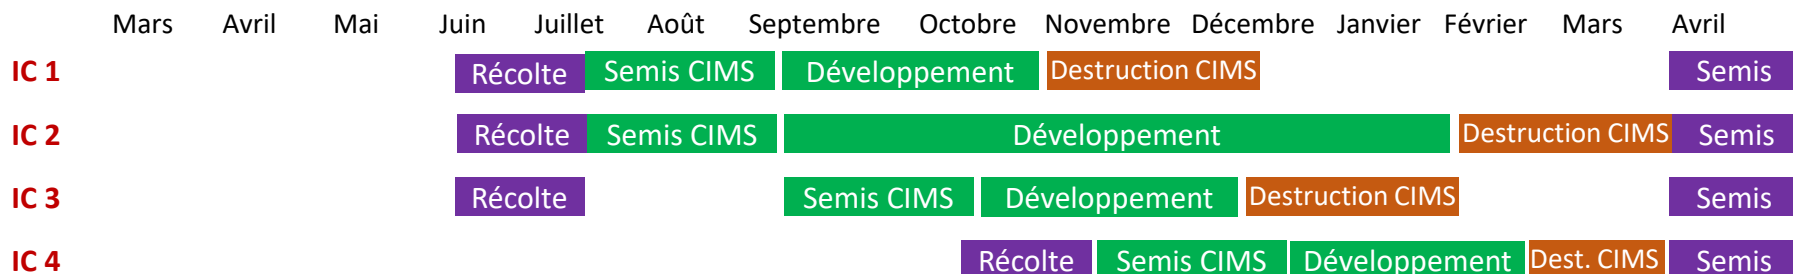 Mars Avril Mai Juin Juillet Août Septembre Octobre Novembre Décembre Janvier Février Mars Avril
IC 1 Récolte Semis CIMS Développement Destruction CIMS Semis
IC 2 Récolte Semis CIMS Développement Destruction CIMS Semis
IC 3 Récolte Semis CIMS Développement Destruction CIMS Semis
IC 4 Récolte Semis CIMS Développement Dest. CIMS Semis